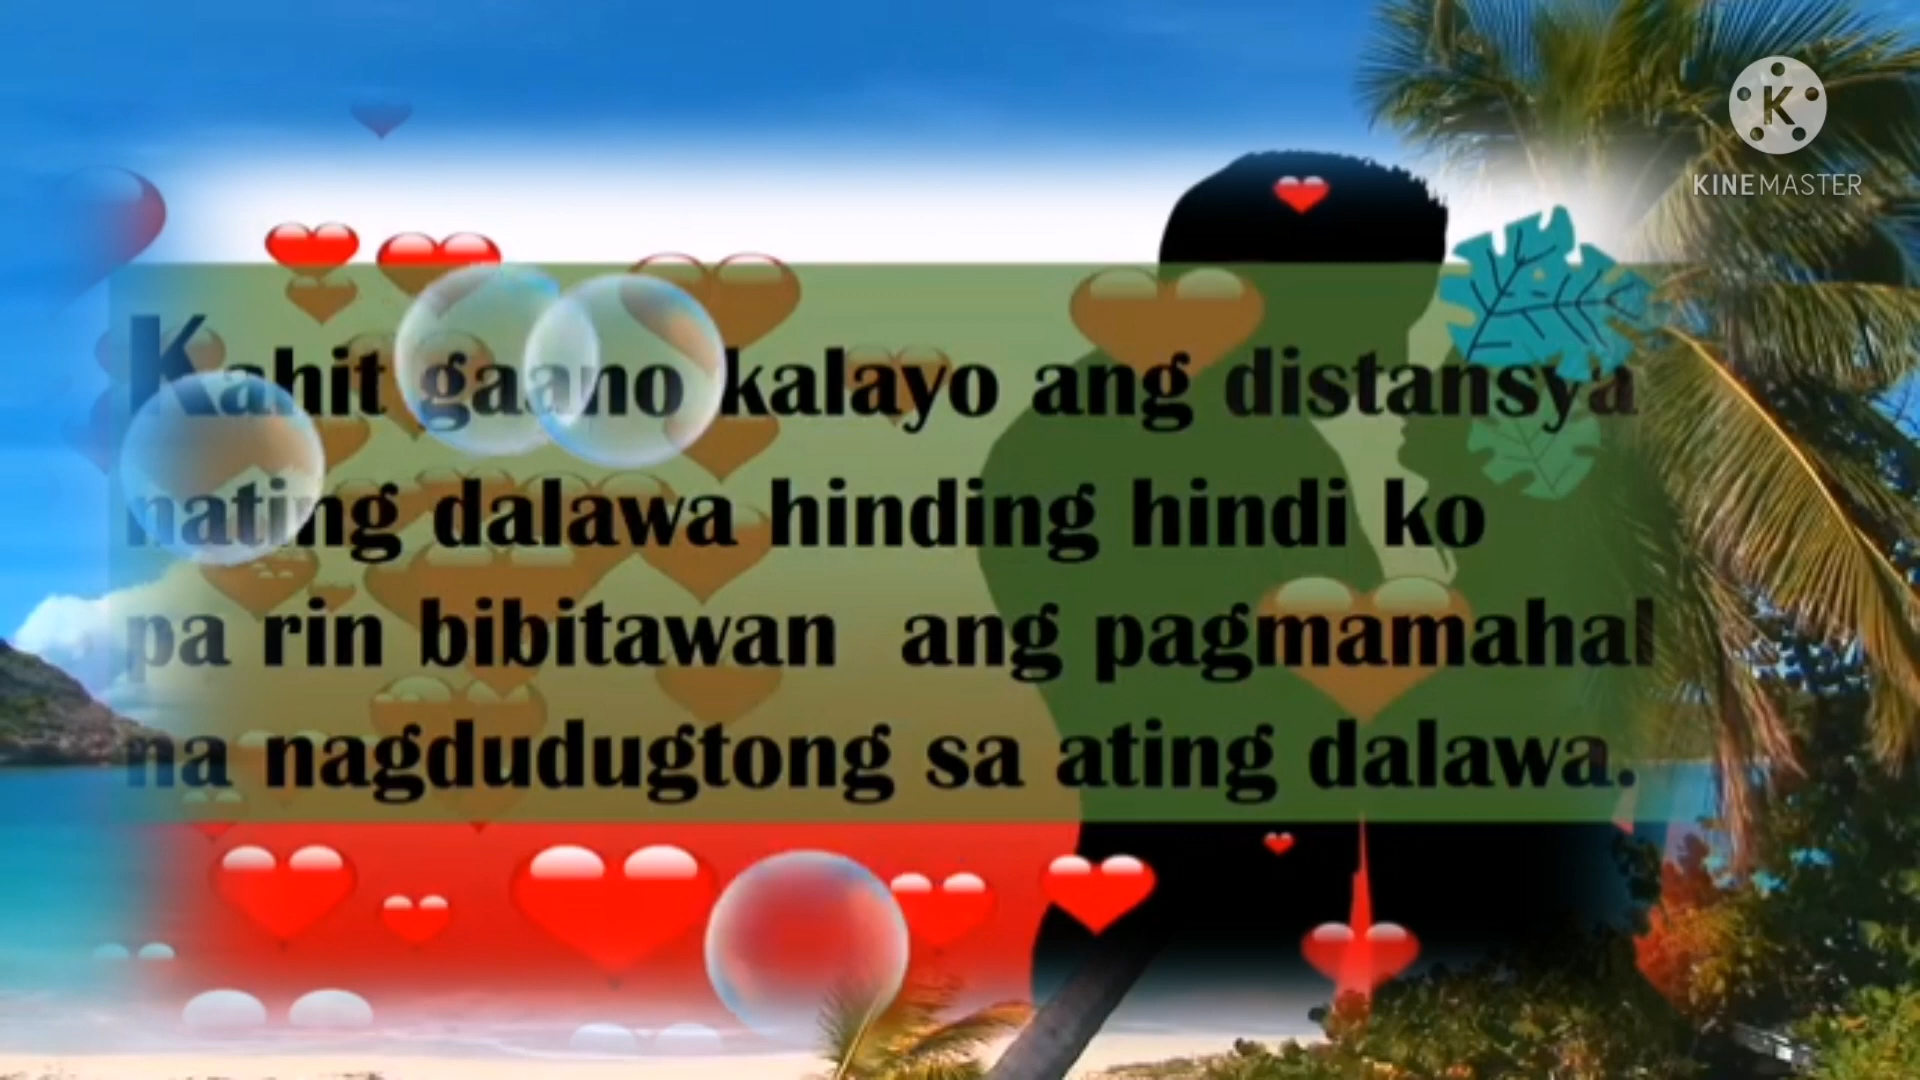 K
KINEMASTER
Kahit gaano kalayo ang distansya
nating dalawa hinding hindi ko
pa rin bibitawan ang pagmamahal
na nagdudugtong sa ating dalawa.